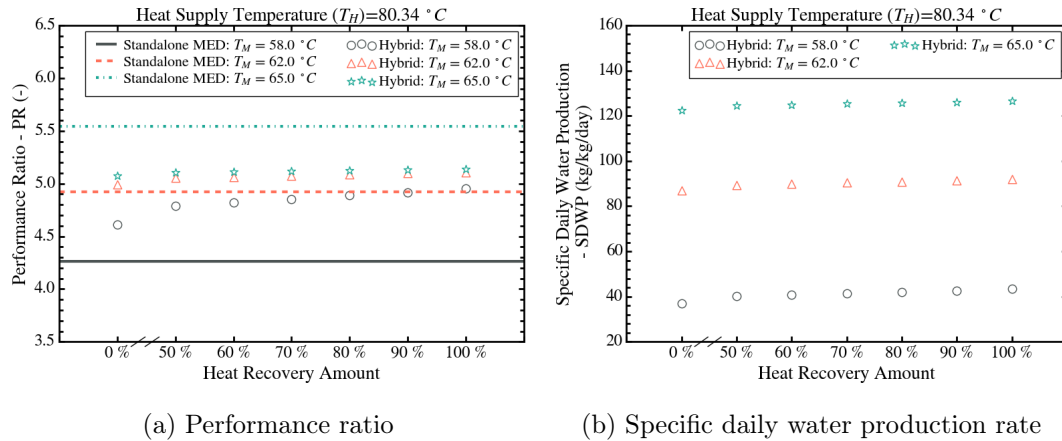 Heat Supply Temperature (T_H)=80.34 °C
Standalone MED: T_M = 58.0 °C
Standalone MED: T_M = 62.0 °C
Standalone MED: T_M = 65.0 °C
Hybrid: T_M = 58.0 °C
Hybrid: T_M = 62.0 °C
Hybrid: T_M = 65.0 °C
Performance Ratio - PR (-)
6.5
6.0
5.5
5.0
4.5
4.0
3.5
0 % 50 % 60 % 70 % 80 % 90 % 100 %
Heat Recovery Amount
(a) Performance ratio
Heat Supply Temperature (T_H)=80.34 °C
Hybrid: T_M = 58.0 °C
Hybrid: T_M = 62.0 °C
Hybrid: T_M = 65.0 °C
Specific Daily Water Production
- SDWP (kg/kg/day)
160
140
120
100
80
60
40
20
0 % 50 % 60 % 70 % 80 % 90 % 100 %
Heat Recovery Amount
(b) Specific daily water production rate